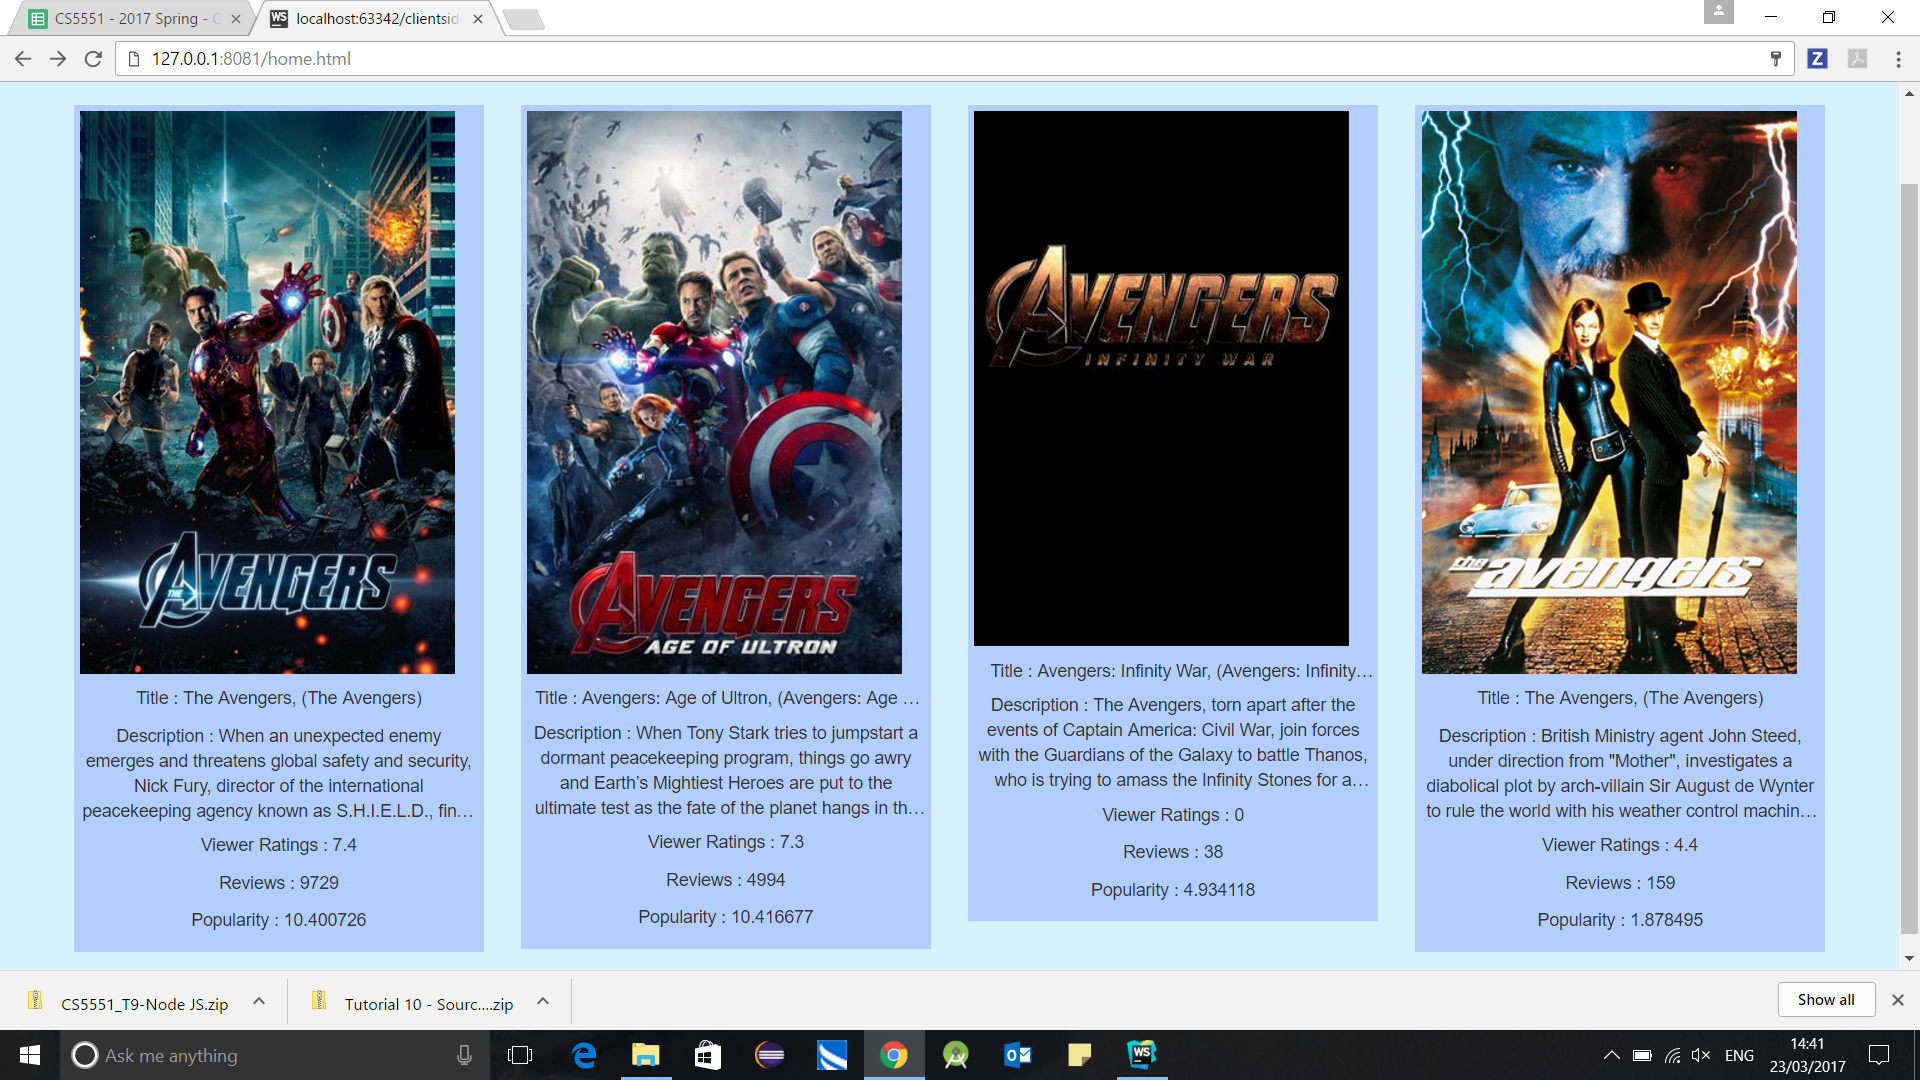 CS5551 - 2017 Spring - G
localhost:63342/clientsid
127.0.0.1:8081/home.html
THE AVENGERS
Title : The Avengers, (The Avengers)
Description : When an unexpected enemy
emerges and threatens global safety and security,
Nick Fury, director of the international
peacekeeping agency known as S.H.I.E.L.D., fin…
Viewer Ratings : 7.4
Reviews : 9729
Popularity : 10.400726
AVENGERS
AGE OF ULTRON
Title : Avengers: Age of Ultron, (Avengers: Age …
Description : When Tony Stark tries to jumpstart a
dormant peacekeeping program, things go awry
and Earth’s Mightiest Heroes are put to the
ultimate test as the fate of the planet hangs in th…
Viewer Ratings : 7.3
Reviews : 4994
Popularity : 10.416677
AVENGERS
INFINITY WAR
Title : Avengers: Infinity War, (Avengers: Infinity…
Description : The Avengers, torn apart after the
events of Captain America: Civil War, join forces
with the Guardians of the Galaxy to battle Thanos,
who is trying to amass the Infinity Stones for a…
Viewer Ratings : 0
Reviews : 38
Popularity : 4.934118
the avengers
Title : The Avengers, (The Avengers)
Description : British Ministry agent John Steed,
under direction from "Mother", investigates a
diabolical plot by arch-villain Sir August de Wynter
to rule the world with his weather control machin…
Viewer Ratings : 4.4
Reviews : 159
Popularity : 1.878495
CS5551_T9-Node JS.zip
Tutorial 10 - Sourc....zip
Show all
Ask me anything
ENG
14:41
23/03/2017